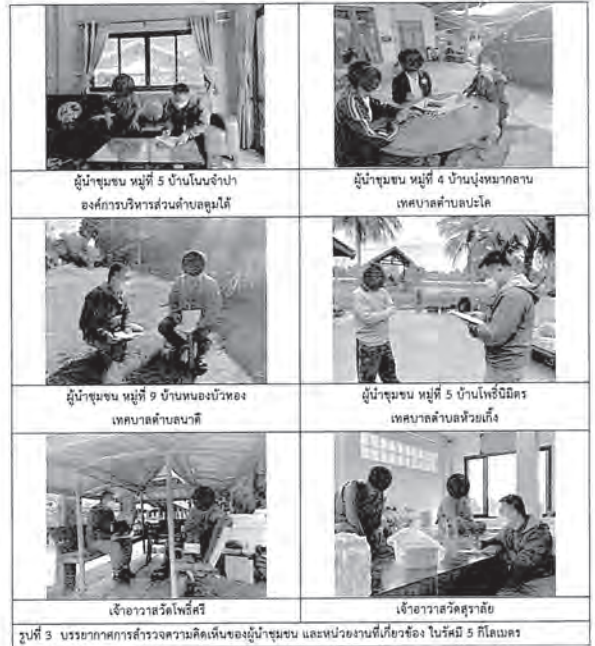 ผู้นำชุมชน หมู่ที่ 5 บ้านโนนจำปา
องค์การบริหารส่วนตำบลตูมใต้
ผู้นำชุมชน หมู่ที่ 4 บ้านบุ่งหมากลาน
เทศบาลตำบลปะโค
ผู้นำชุมชน หมู่ที่ 9 บ้านหนองบัวทอง
เทศบาลตำบลนาดี
ผู้นำชุมชน หมู่ที่ 5 บ้านโพธิ์นิมิตร
เทศบาลตำบลห้วยเกิ้ง
เจ้าอาวาสวัดโพธิ์ศรี
เจ้าอาวาสวัดสุราลัย
รูปที่ 3 บรรยากาศการสำรวจความคิดเห็นของผู้นำชุมชน และหน่วยงานที่เกี่ยวข้อง ในรัศมี 5 กิโลเมตร